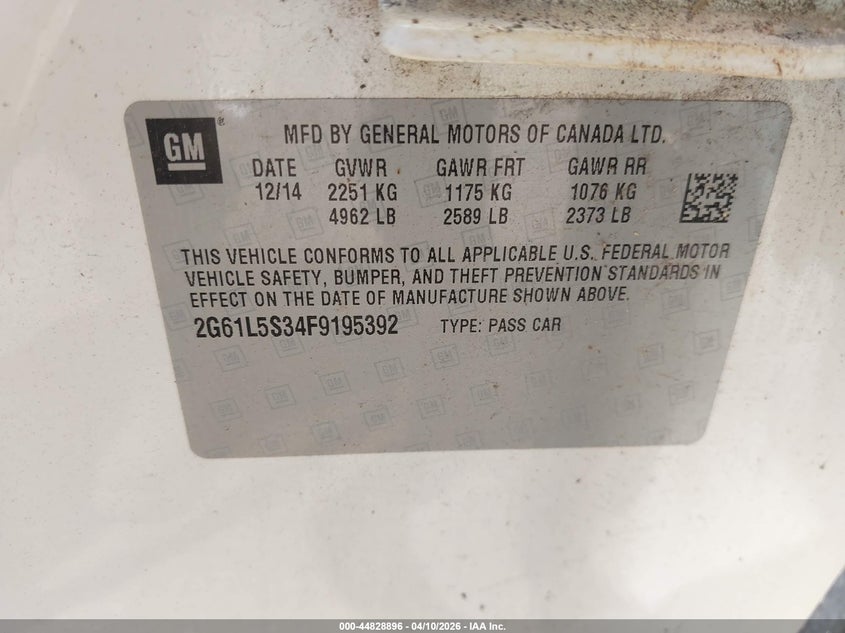 GM ®
MFD BY GENERAL MOTORS OF CANADA LTD.
DATE GVWR GAWR FRT GAWR RR
12/14 2251 KG 1175 KG 1076 KG
4962 LB 2589 LB 2373 LB
THIS VEHICLE CONFORMS TO ALL APPLICABLE U.S. FEDERAL MOTOR
VEHICLE SAFETY, BUMPER, AND THEFT PREVENTION STANDARDS IN
EFFECT ON THE DATE OF MANUFACTURE SHOWN ABOVE.
2G61L5S34F9195392 TYPE: PASS CAR
000-44828896 - 04/10/2026 - IAA Inc.